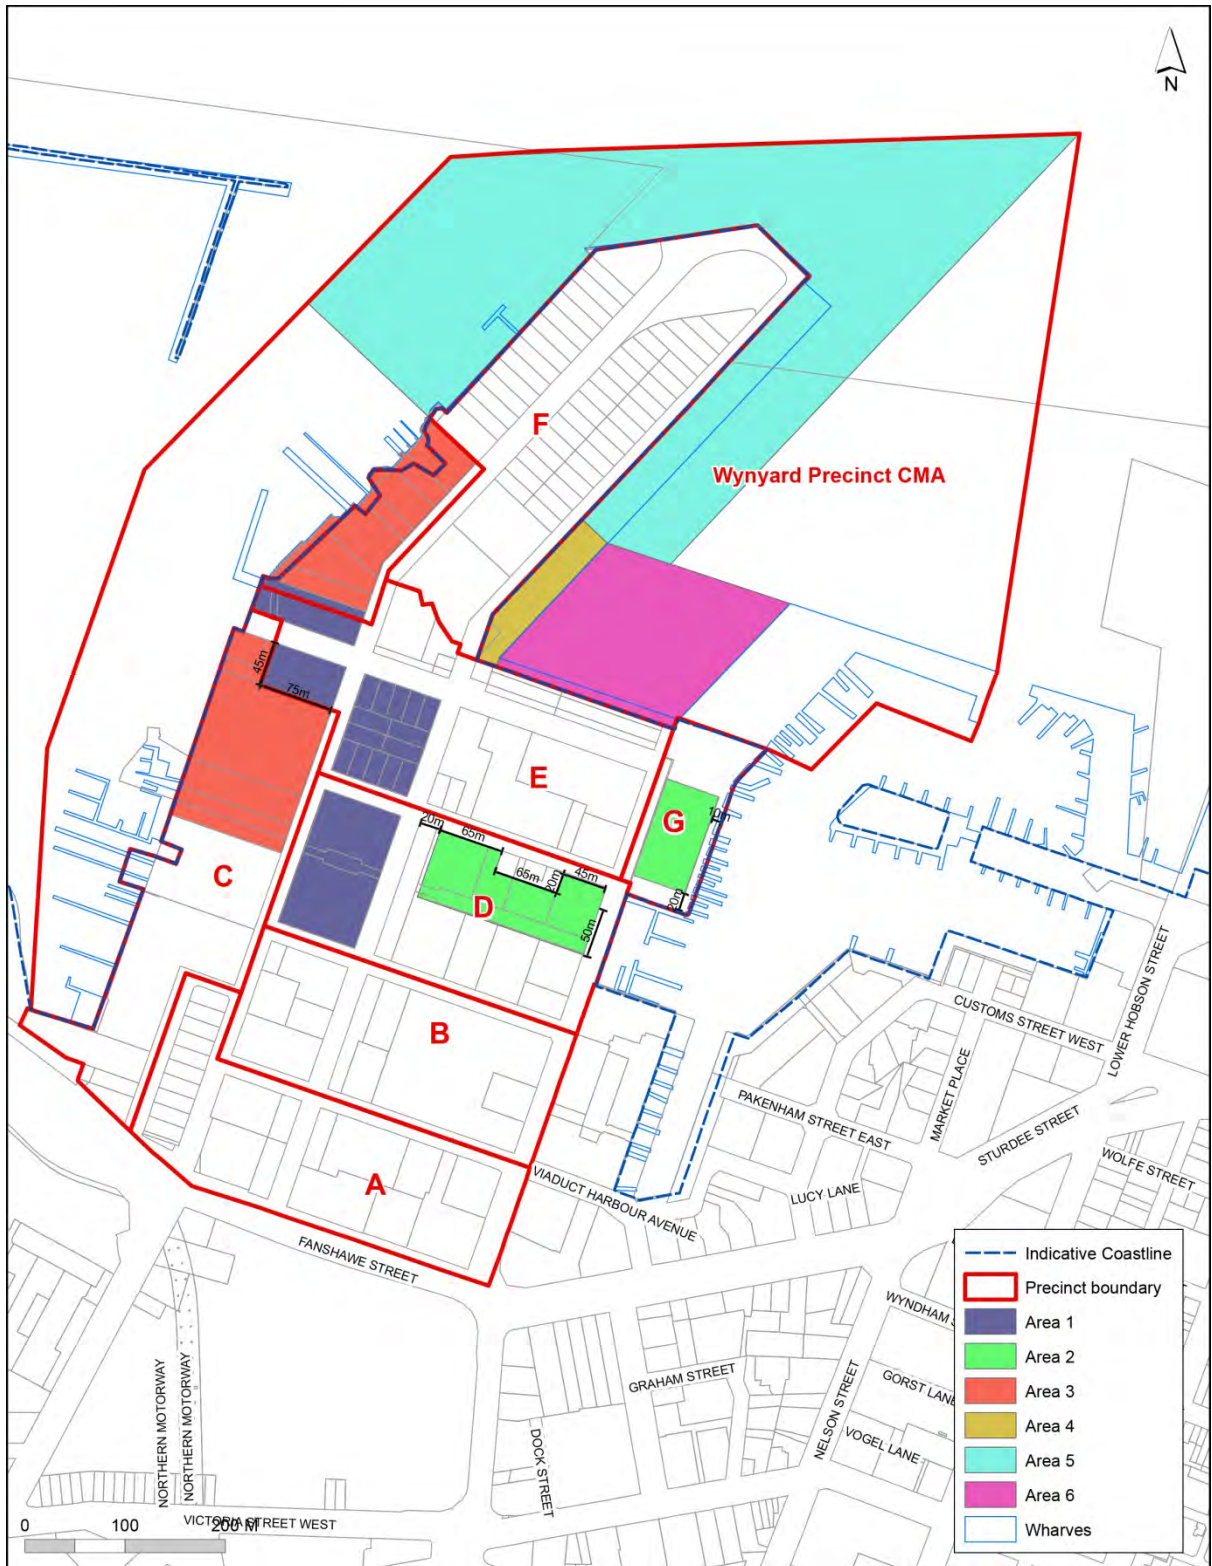 N
F
Wynyard Precinct CMA
45m
75m
E
G
10m
20m
65m
65m
20m
45m
20m
50m
C
D
B
A
CUSTOMS STREET WEST
LOWER HOBSON STREET
MARKET PLACE
PAKENHAM STREET EAST
STURDEE STREET
WOLFE STREET
LUCY LANE
VIADUCT HARBOUR AVENUE
FANSHAWE STREET
WYNDHAM S
GRAHAM STREET
GORST LANE
NELSON STREET
VOGEL LANE
DOCK STREET
NORTHERN MOTORWAY
NORTHERN MOTORWAY
VICTORIA STREET WEST
0 100 200 M
Indicative Coastline
Precinct boundary
Area 1
Area 2
Area 3
Area 4
Area 5
Area 6
Wharves